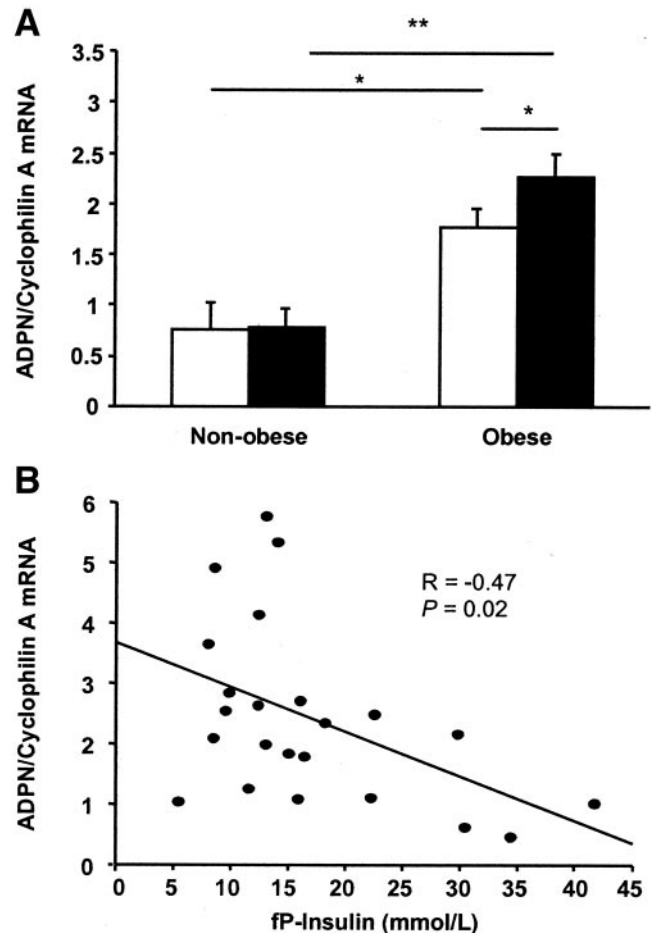 A
**
*
*
ADPN/Cyclophilin A mRNA
3.5
3
2.5
2
1.5
1
0.5
0
Non-obese Obese
B
ADPN/Cyclophilin A mRNA
6
5
4
3
2
1
0
R = -0.47
P = 0.02
0 5 10 15 20 25 30 35 40 45
fP-Insulin (mmol/L)